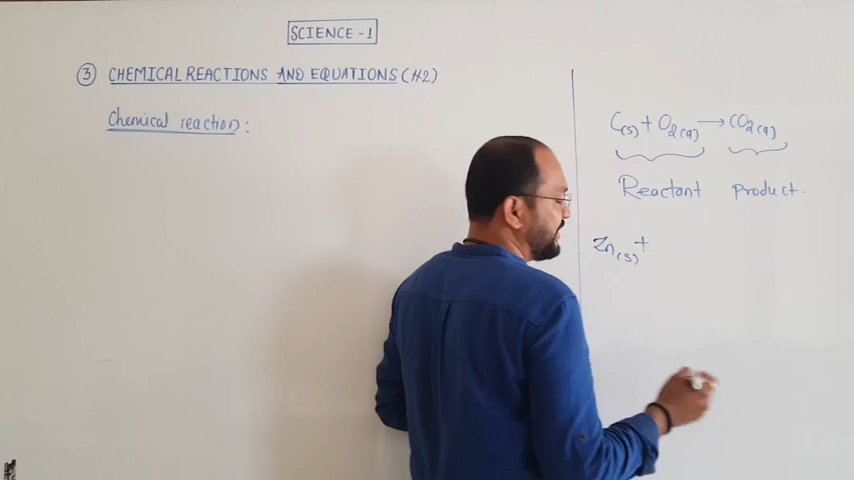 SCIENCE-1
③ CHEMICAL REACTIONS AND EQUATIONS (#2)
Chemical reaction:
C(s) + O2(g) → CO2(g)
Reactant product.
Zn(s) +